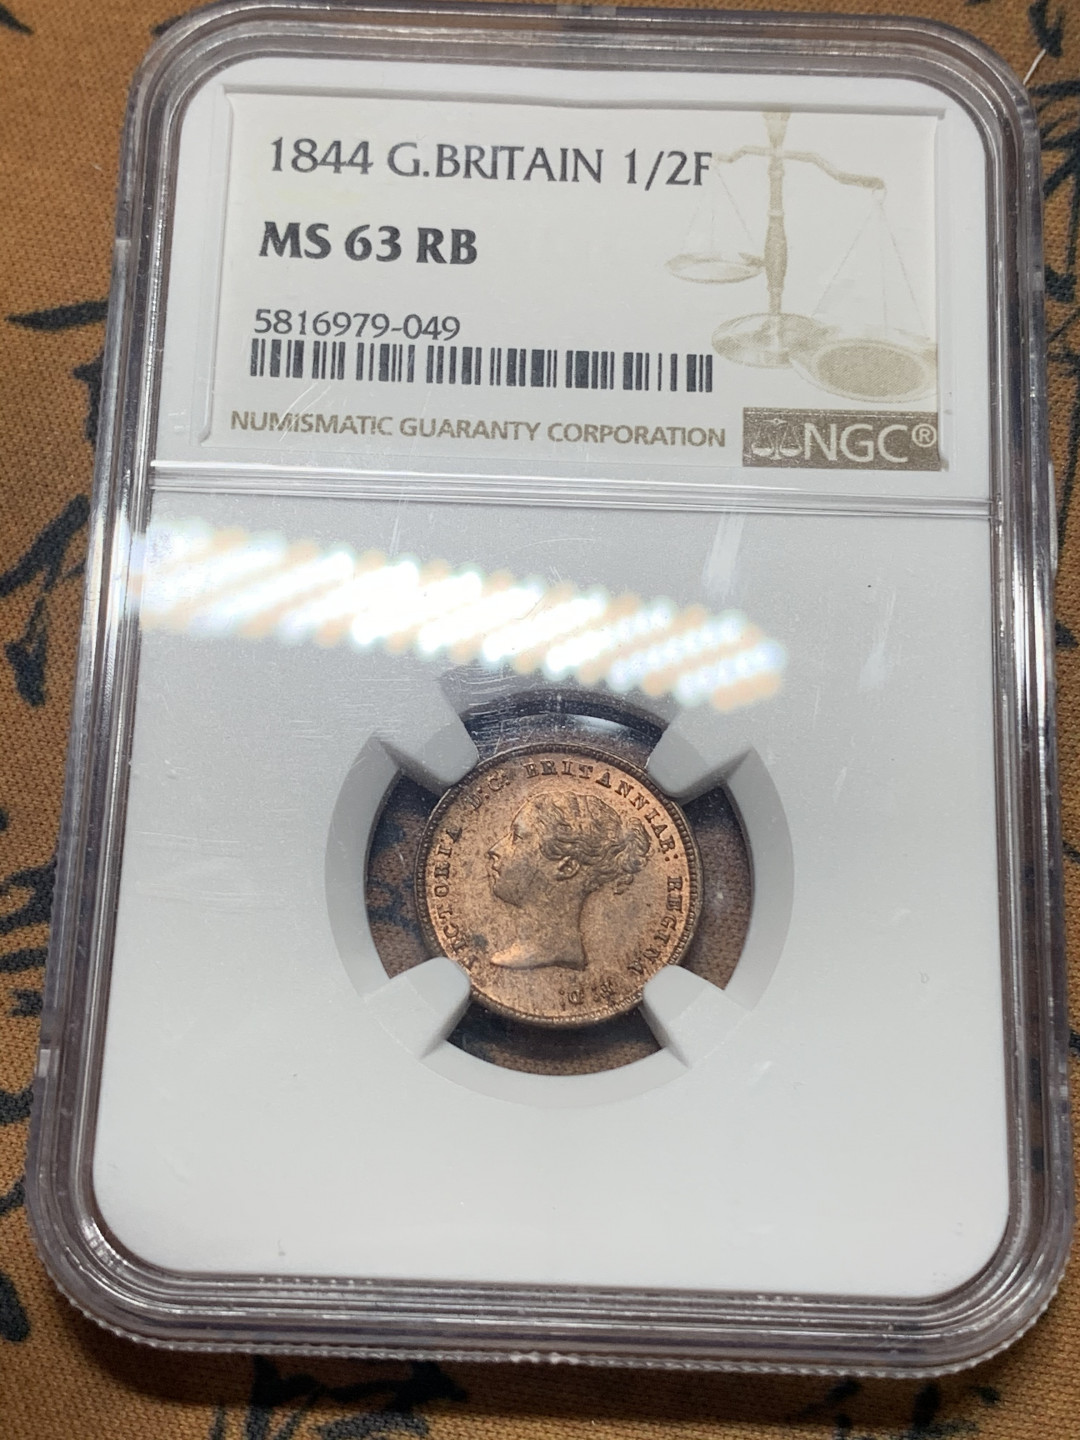 1844 G.BRITAIN 1/2F
MS 63 RB
5816979-049
NUMISMATIC GUARANTY CORPORATION
NGC®
VICTORIA D:G: BRITANNIAR: REGINA F:D: